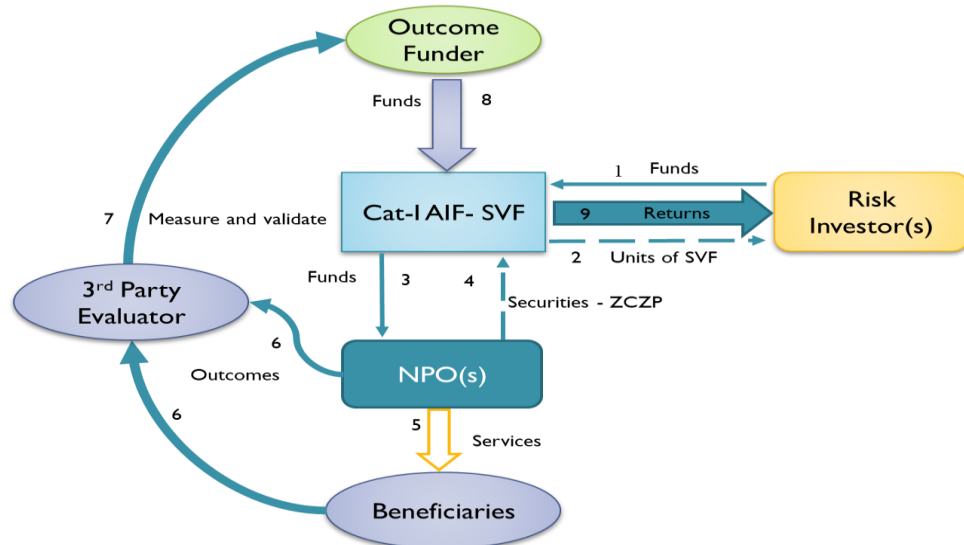 Outcome
Funder
Funds
8
1
Funds
Cat-I AIF- SVF
9
Returns
Risk
Investor(s)
7
Measure and validate
2
Units of SVF
3rd Party
Evaluator
Funds
3
4
Securities - ZCZP
6
Outcomes
NPO(s)
6
5
Services
Beneficiaries